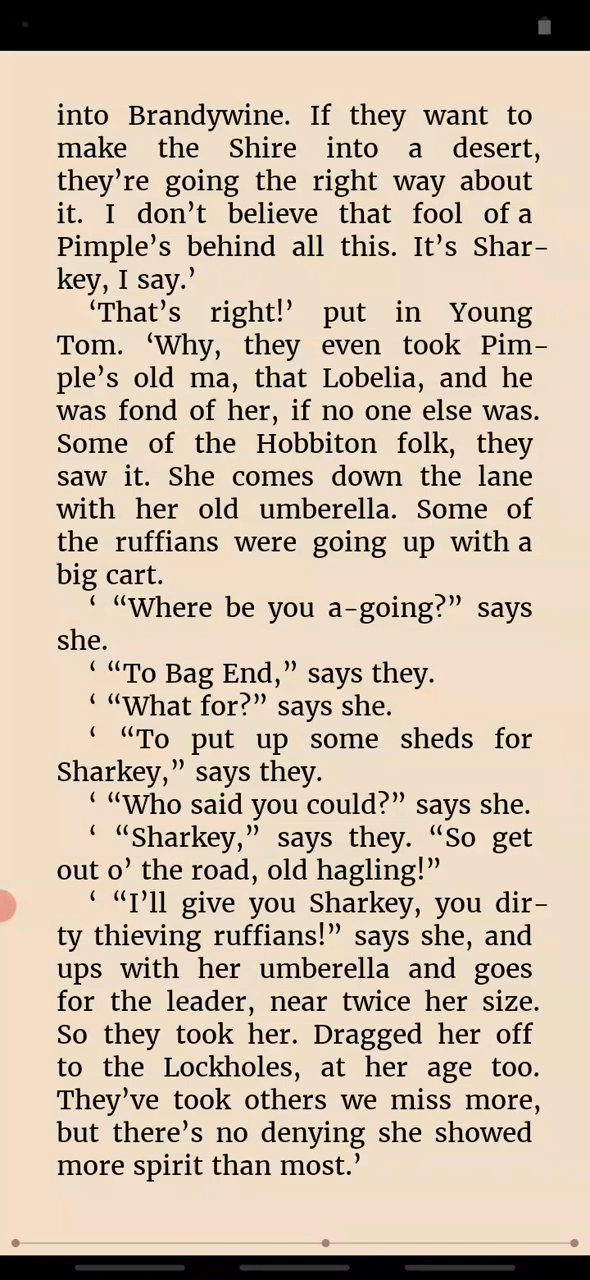 into Brandywine. If they want to
make the Shire into a desert,
they’re going the right way about
it. I don’t believe that fool of a
Pimple’s behind all this. It’s Shar-
key, I say.’
‘That’s right!’ put in Young
Tom. ‘Why, they even took Pim-
ple’s old ma, that Lobelia, and he
was fond of her, if no one else was.
Some of the Hobbiton folk, they
saw it. She comes down the lane
with her old umberella. Some of
the ruffians were going up with a
big cart.
‘ “Where be you a-going?” says
she.
‘ “To Bag End,” says they.
‘ “What for?” says she.
‘ “To put up some sheds for
Sharkey,” says they.
‘ “Who said you could?” says she.
‘ “Sharkey,” says they. “So get
out o’ the road, old hagling!”
‘ “I’ll give you Sharkey, you dir-
ty thieving ruffians!” says she, and
ups with her umberella and goes
for the leader, near twice her size.
So they took her. Dragged her off
to the Lockholes, at her age too.
They’ve took others we miss more,
but there’s no denying she showed
more spirit than most.’